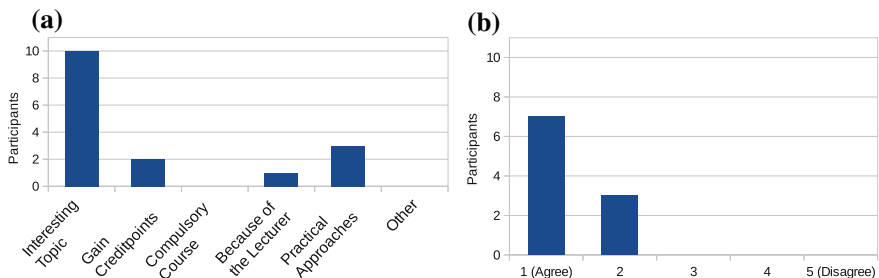 (a)
Participants
10
8
6
4
2
0
Interesting
Topic
Gain
Creditpoints
Compulsory
Course
Because of
the Lecturer
Practical
Approaches
Other
(b)
Participants
10
8
6
4
2
0
1 (Agree)
2
3
4
5 (Disagree)